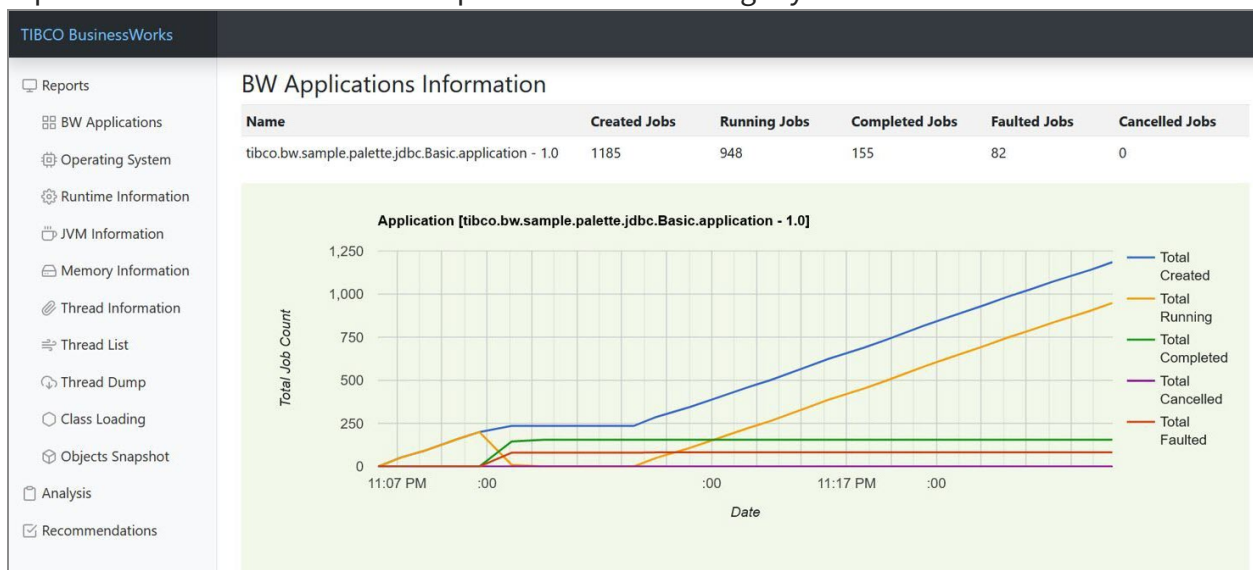 TIBCO BusinessWorks
Reports
BW Applications
Operating System
Runtime Information
JVM Information
Memory Information
Thread Information
Thread List
Thread Dump
Class Loading
Objects Snapshot
Analysis
Recommendations
BW Applications Information
Name Created Jobs Running Jobs Completed Jobs Faulted Jobs Cancelled Jobs
tibco.bw.sample.palette.jdbc.Basic.application - 1.0 1185 948 155 82 0
Application [tibco.bw.sample.palette.jdbc.Basic.application - 1.0]
Total Job Count
1,250
1,000
750
500
250
0
11:07 PM :00 :00 11:17 PM :00
Date
Total
Created
Total
Running
Total
Completed
Total
Cancelled
Total
Faulted